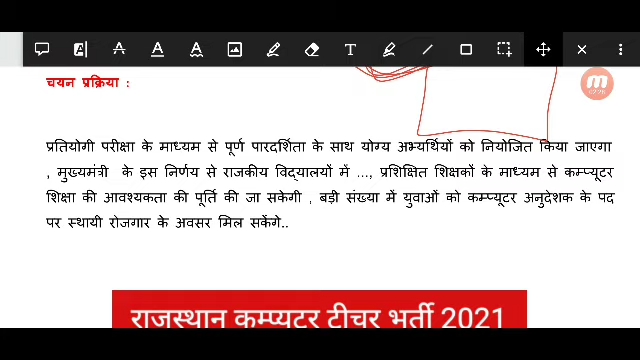 चयन प्रक्रिया :
02:26
प्रतियोगी परीक्षा के माध्यम से पूर्ण पारदर्शिता के साथ योग्य अभ्यर्थियों को नियोजित किया जाएगा
, मुख्यमंत्री के इस निर्णय से राजकीय विद्यालयों में ..., प्रशिक्षित शिक्षकों के माध्यम से कम्प्यूटर
शिक्षा की आवश्यकता की पूर्ति की जा सकेगी , बड़ी संख्या में युवाओं को कम्प्यूटर अनुदेशक के पद
पर स्थायी रोजगार के अवसर मिल सकेंगे..
राजस्थान कम्प्यूटर टीचर भर्ती 2021